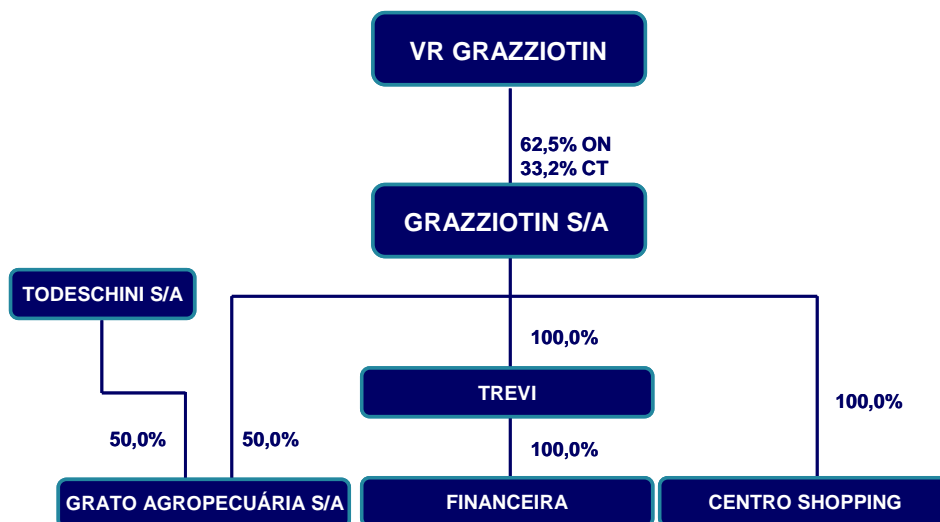 VR GRAZZIOTIN
62,5% ON
33,2% CT
GRAZZIOTIN S/A
TODESCHINI S/A
100,0%
TREVI
100,0%
50,0%
50,0%
100,0%
GRATO AGROPECUÁRIA S/A
FINANCEIRA
CENTRO SHOPPING